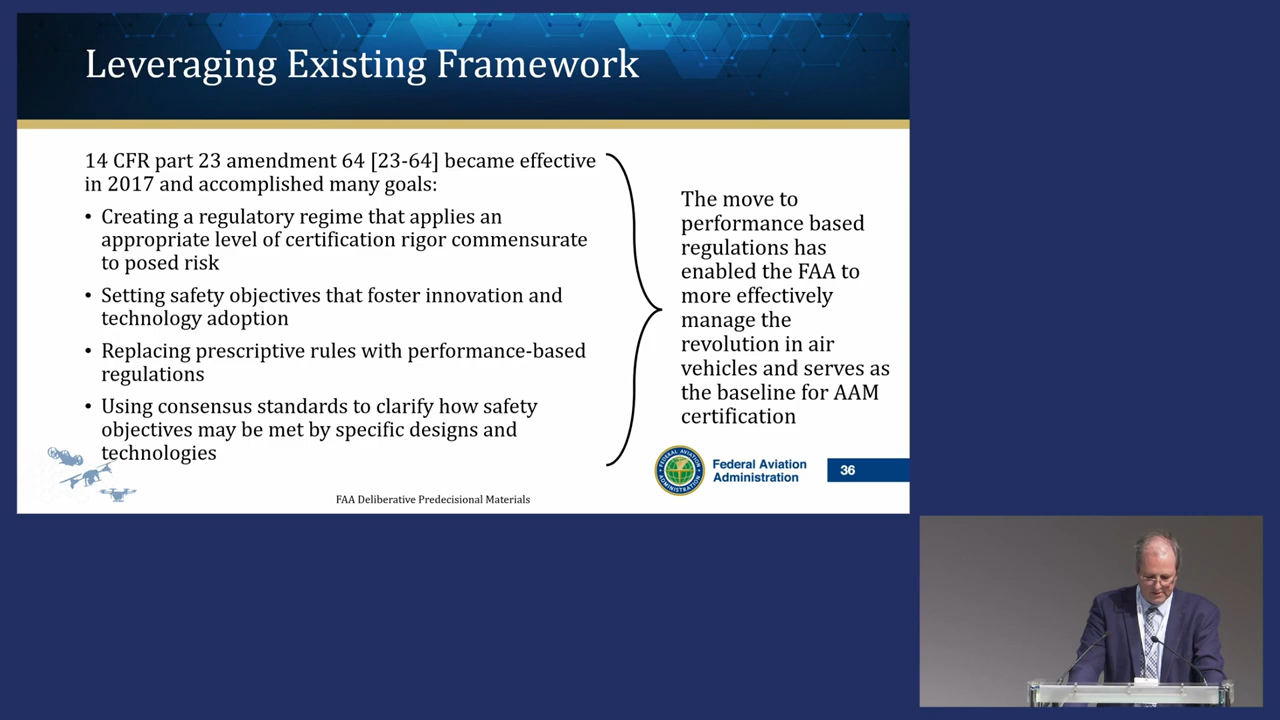 Leveraging Existing Framework
14 CFR part 23 amendment 64 [23-64] became effective
in 2017 and accomplished many goals:
• Creating a regulatory regime that applies an
appropriate level of certification rigor commensurate
to posed risk
• Setting safety objectives that foster innovation and
technology adoption
• Replacing prescriptive rules with performance-based
regulations
• Using consensus standards to clarify how safety
objectives may be met by specific designs and
technologies
The move to
performance based
regulations has
enabled the FAA to
more effectively
manage the
revolution in air
vehicles and serves as
the baseline for AAM
certification
FEDERAL AVIATION
ADMINISTRATION
Federal Aviation
Administration
36
FAA Deliberative Predecisional Materials